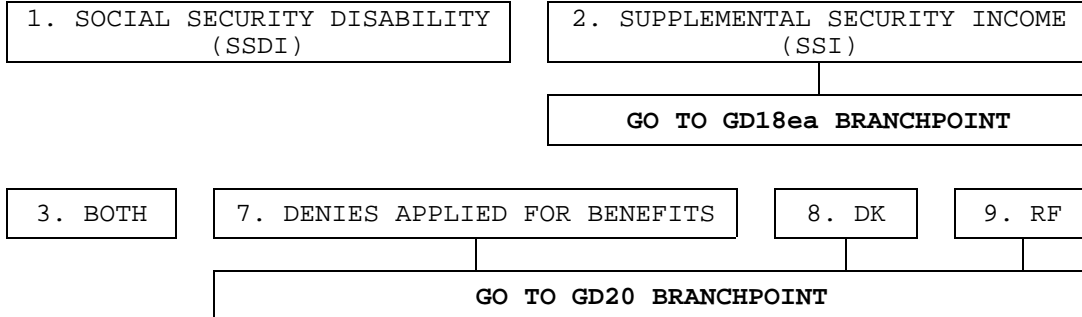 1. SOCIAL SECURITY DISABILITY
(SSDI)
2. SUPPLEMENTAL SECURITY INCOME
(SSI)
GO TO GD18ea BRANCHPOINT
3. BOTH
7. DENIES APPLIED FOR BENEFITS
8. DK
9. RF
GO TO GD20 BRANCHPOINT